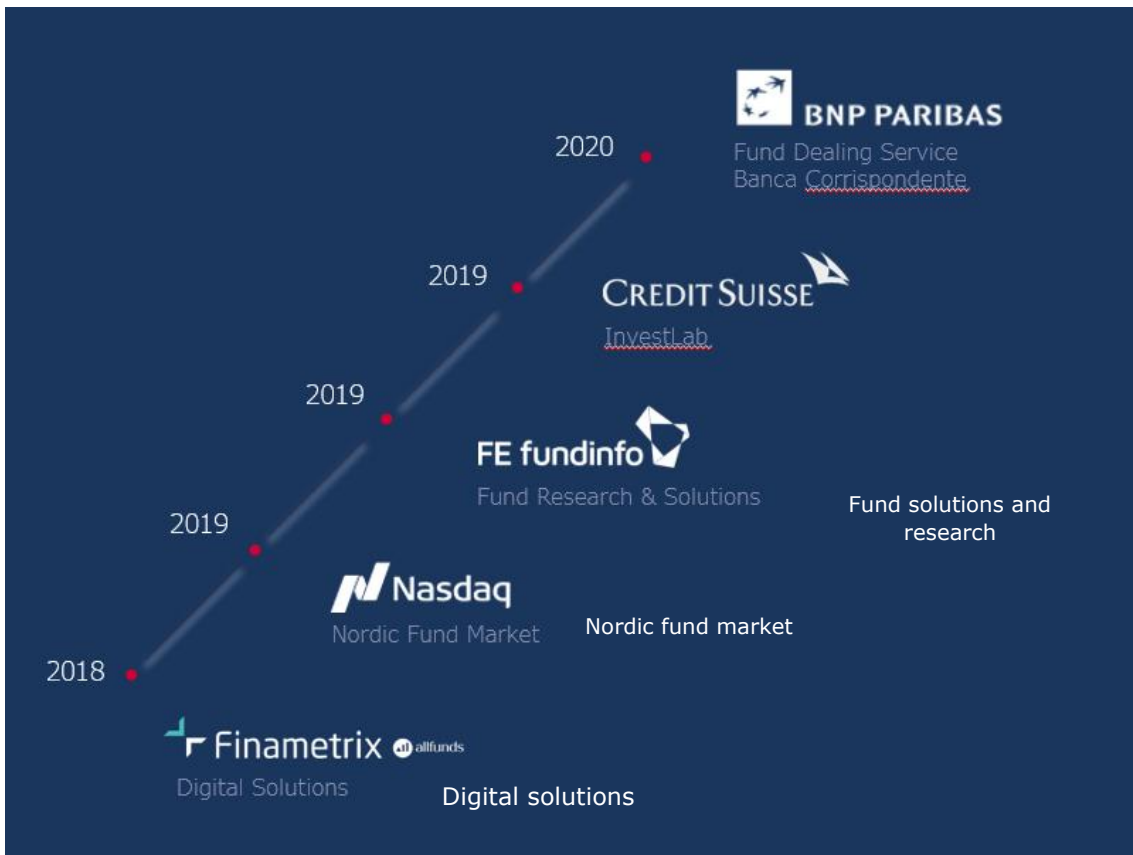 BNP PARIBAS
2020
Fund Dealing Service
Banca Corrispondente
2019
CREDIT SUISSE
InvestLab
2019
FE fundinfo
Fund Research & Solutions
Fund solutions and
research
2019
Nasdaq
Nordic Fund Market
Nordic fund market
2018
Finametrix allfunds
Digital Solutions
Digital solutions